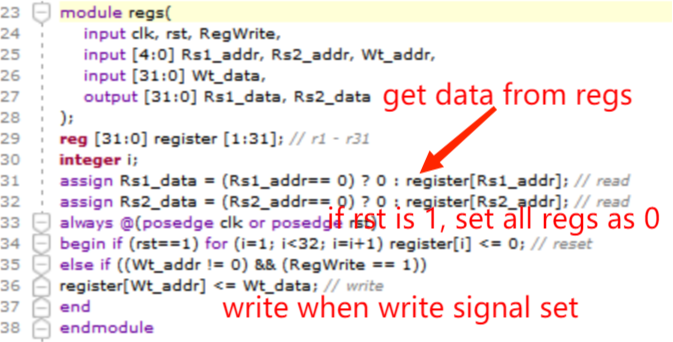 23 module regs(
24 input clk, rst, RegWrite,
25 input [4:0] Rs1_addr, Rs2_addr, Wt_addr,
26 input [31:0] Wt_data,
27 output [31:0] Rs1_data, Rs2_data get data from regs
28 );
29 reg [31:0] register [1:31]; // r1 - r31
30 integer i;
31 assign Rs1_data = (Rs1_addr== 0) ? 0 : register[Rs1_addr]; // read
32 assign Rs2_data = (Rs2_addr== 0) ? 0 : register[Rs2_addr]; // read
33 always @(posedge clk or posedge rst) if rst is 1, set all regs as 0
34 begin if (rst==1) for (i=1; i<32; i=i+1) register[i] <= 0; // reset
35 else if ((Wt_addr != 0) && (RegWrite == 1))
36 register[Wt_addr] <= Wt_data; // write
37 end write when write signal set
38 endmodule